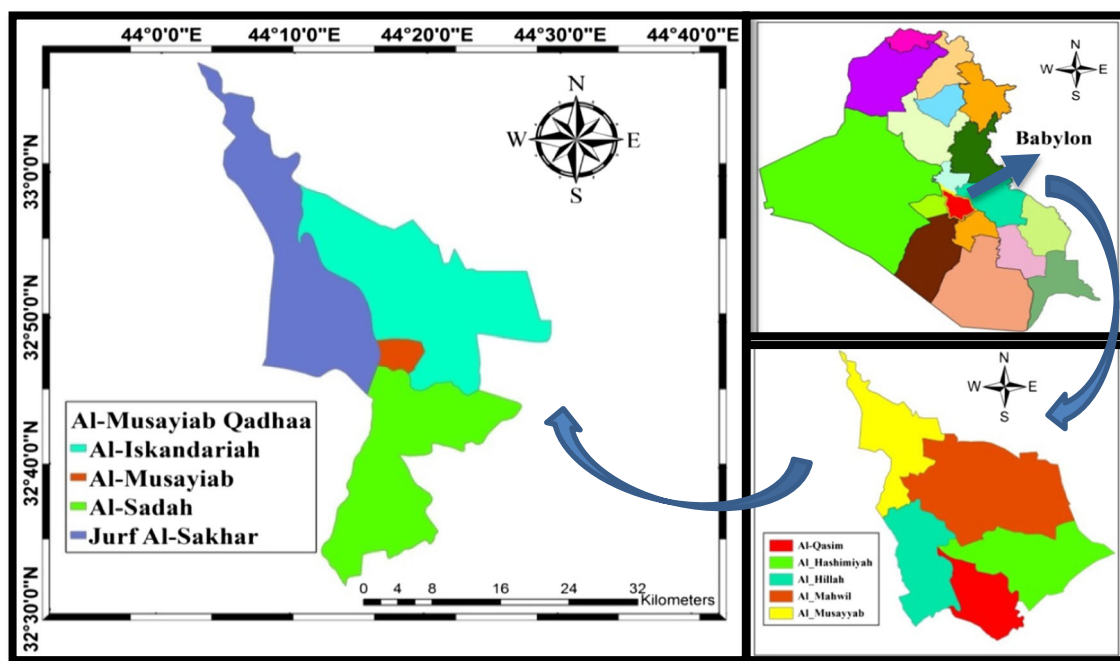 44°0'0"E 44°10'0"E 44°20'0"E 44°30'0"E 44°40'0"E
33°0'0"N
32°50'0"N
32°40'0"N
32°30'0"N
N
W E
S
Al-Musayiab Qadhaa
Al-Iskandariah
Al-Musayiab
Al-Sadah
Jurf Al-Sakhar
0 4 8 16 24 32
Kilometers
N
W E
S
Babylon
N
W E
S
Al-Qasim
Al_Hashimiyah
Al_Hillah
Al_Mahwil
Al_Musayyab